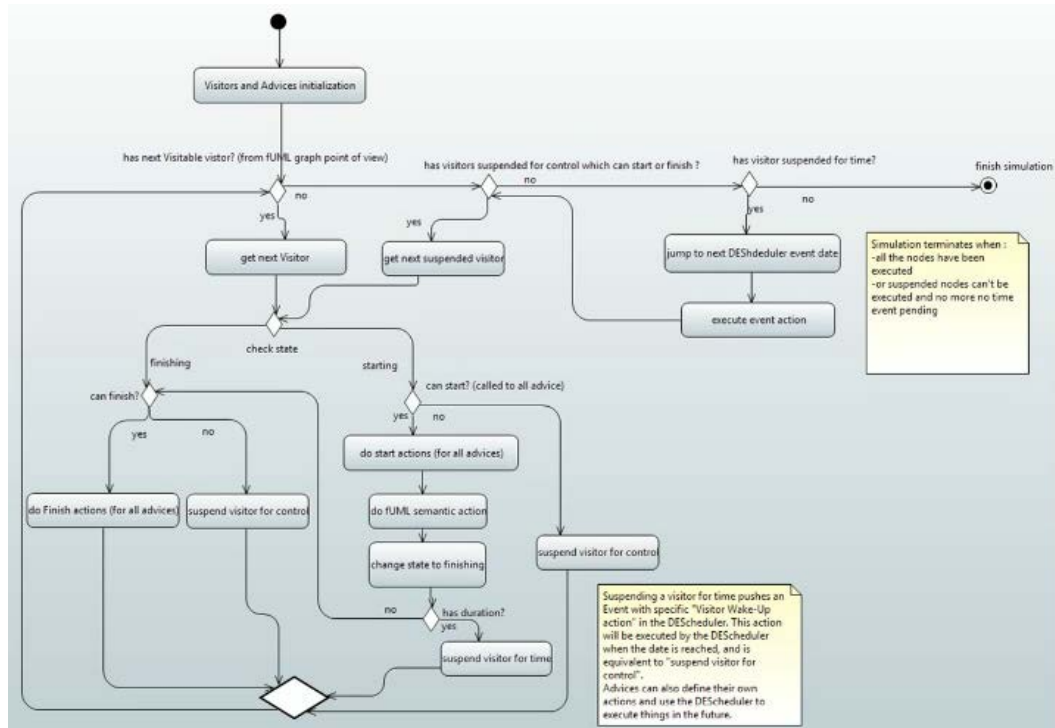 Visitors and Advices initialization
has next Visitable vistor? (from fUML graph point of view)
has visitors suspended for control which can start or finish ?
has visitor suspended for time?
finish simulation
no
no
no
yes
yes
yes
get next Visitor
get next suspended visitor
jump to next DEShdeduler event date
execute event action
Simulation terminates when :
-all the nodes have been
executed
-or suspended nodes can't be
executed and no more no time
event pending
check state
finishing
starting
can finish?
can start? (called to all advice)
yes
no
yes
no
do start actions (for all advices)
do Finish actions (for all advices)
suspend visitor for control
do fUML semantic action
suspend visitor for control
change state to finishing
no
has duration?
yes
suspend visitor for time
Suspending a visitor for time pushes an
Event with specific "Visitor Wake-Up
action" in the DEScheduler. This action
will be executed by the DEScheduler
when the date is reached, and is
equivalent to "suspend visitor for
control".
Advices can also define their own
actions and use the DEScheduler to
execute things in the future.